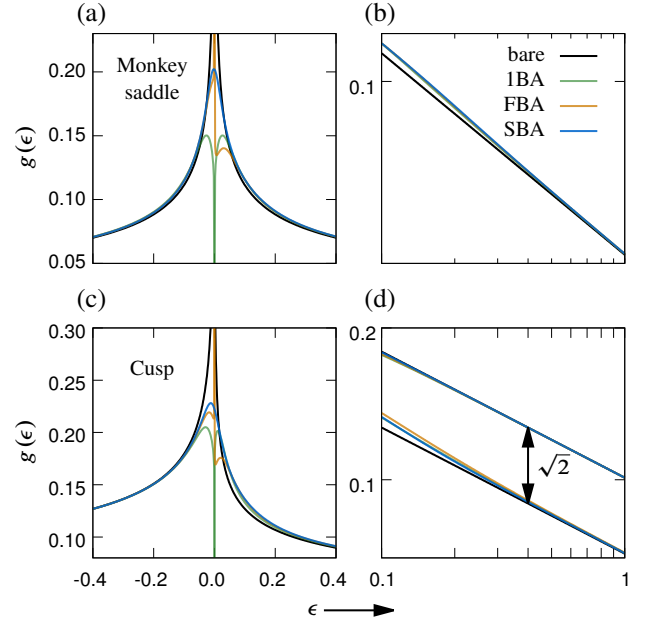 (a)
(b)
0.20
0.15
0.10
0.05
g(ϵ)
Monkey
saddle
0.1
bare
1BA
FBA
SBA
(c)
(d)
0.30
0.25
0.20
0.15
0.10
g(ϵ)
Cusp
0.2
0.1
√2
-0.4 -0.2 0.0 0.2 0.4
0.1 1
ϵ